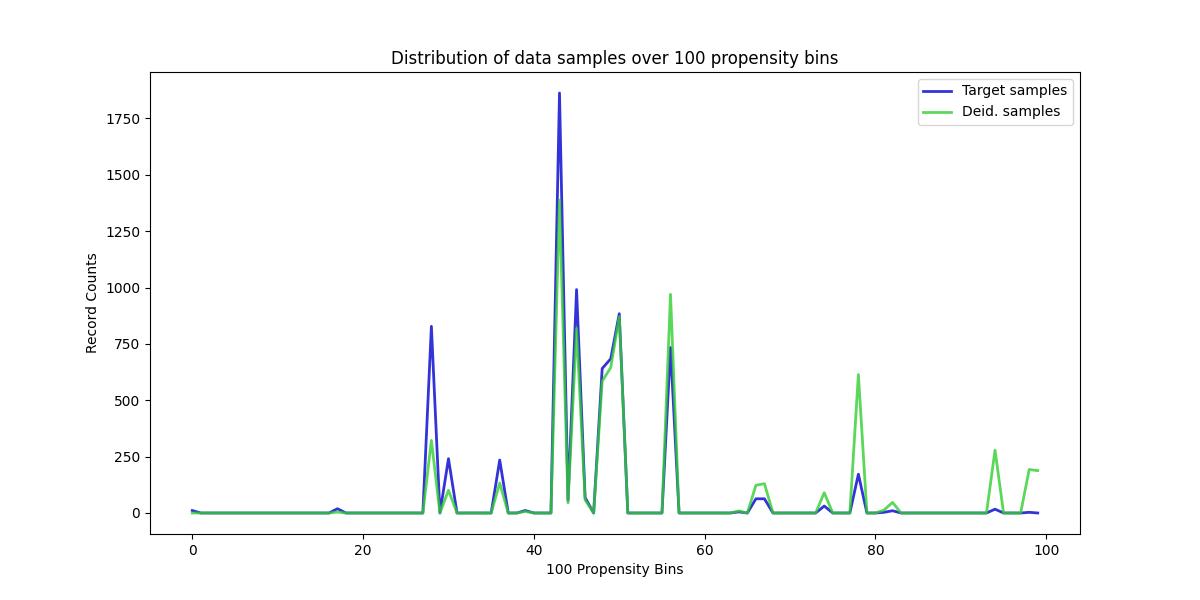 Distribution of data samples over 100 propensity bins
Target samples
Deid. samples
Record Counts
1750
1500
1250
1000
750
500
250
0
0 20 40 60 80 100
100 Propensity Bins